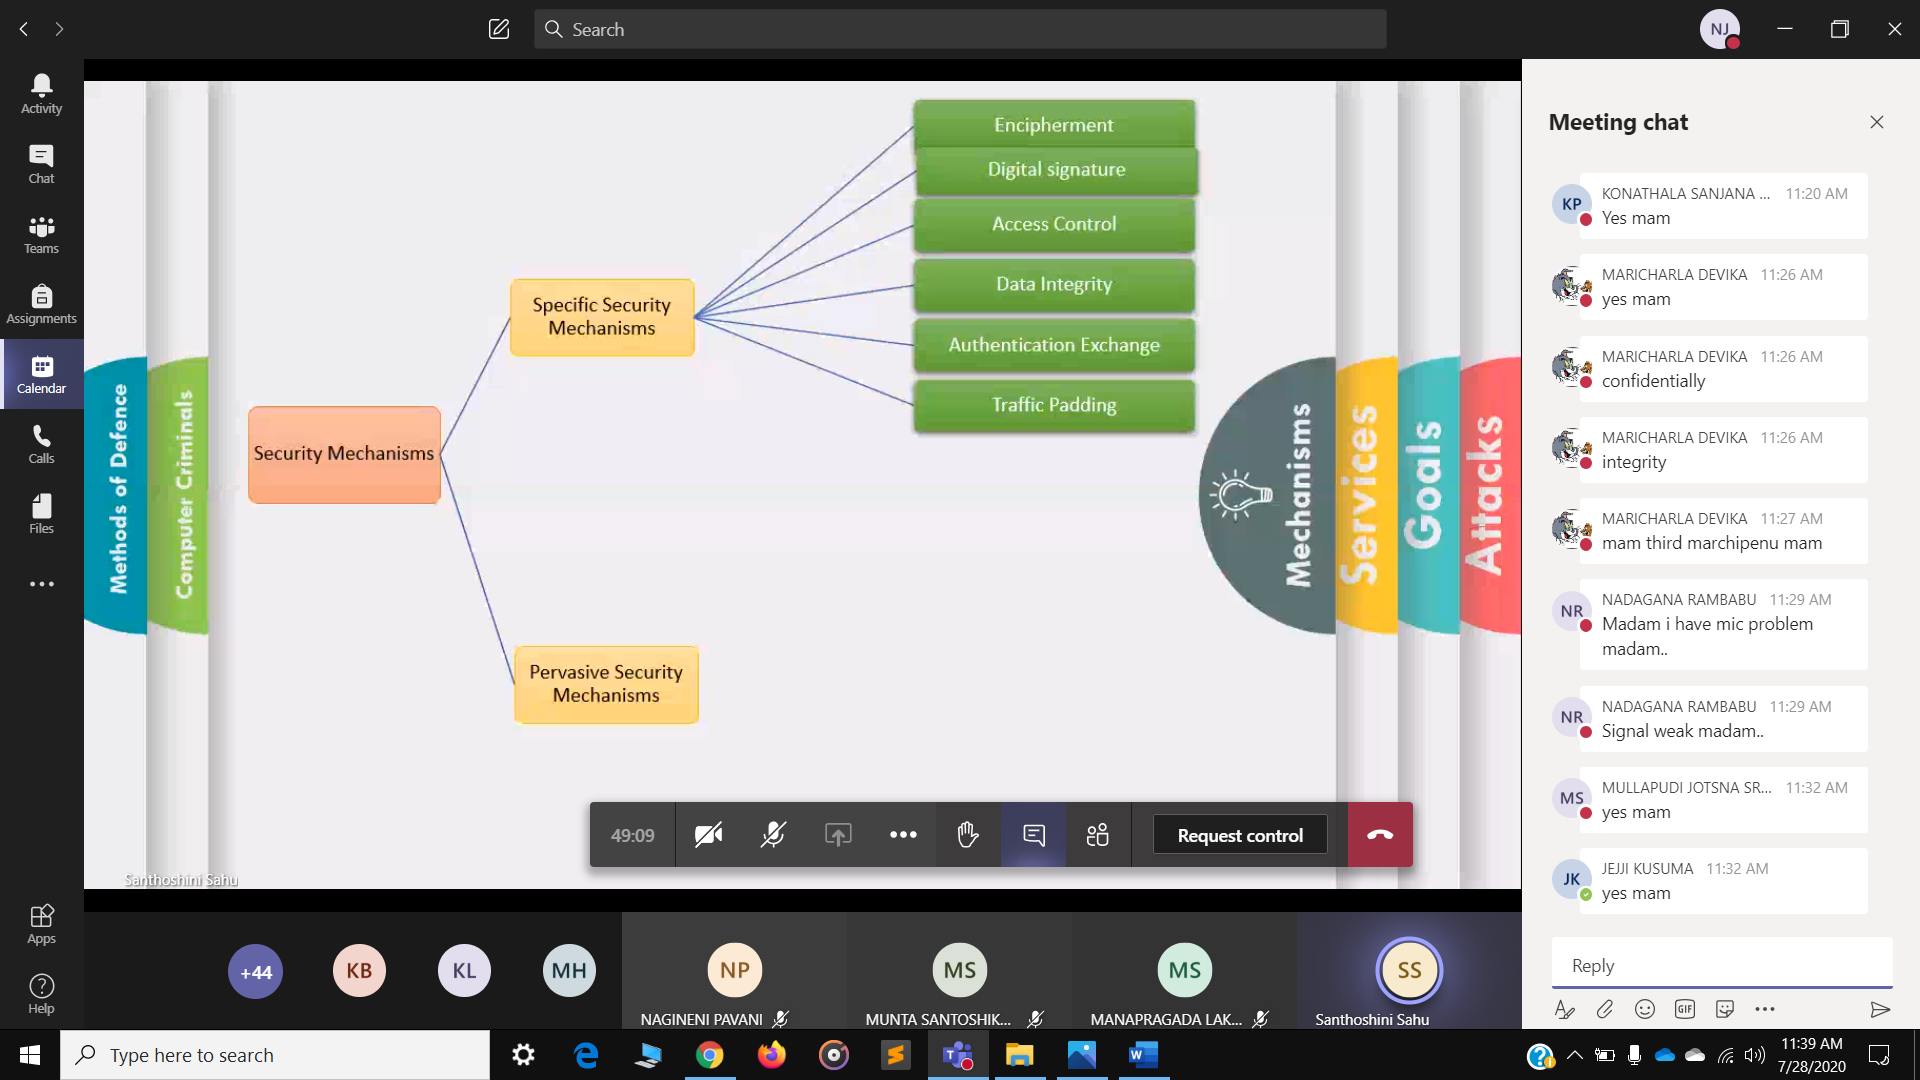 Search
NJ
Activity
Chat
Teams
Assignments
Calendar
Calls
Files
Apps
Help
Methods of Defence
Computer Criminals
Security Mechanisms
Specific Security
Mechanisms
Pervasive Security
Mechanisms
Encipherment
Digital signature
Access Control
Data Integrity
Authentication Exchange
Traffic Padding
Mechanisms
Services
Goals
Attacks
49:09
Request control
Santhoshini Sahu
+44
KB
KL
MH
NP
NAGINENI PAVANI
MS
MUNTA SANTOSHIK...
MS
MANAPRAGADA LAK...
SS
Santhoshini Sahu
Meeting chat
KP
KONATHALA SANJANA ... 11:20 AM
Yes mam
MARICHARLA DEVIKA 11:26 AM
yes mam
MARICHARLA DEVIKA 11:26 AM
confidentially
MARICHARLA DEVIKA 11:26 AM
integrity
MARICHARLA DEVIKA 11:27 AM
mam third marchipenu mam
NR
NADAGANA RAMBABU 11:29 AM
Madam i have mic problem
madam..
NR
NADAGANA RAMBABU 11:29 AM
Signal weak madam..
MS
MULLAPUDI JOTSNA SR... 11:32 AM
yes mam
JK
JEJJI KUSUMA 11:32 AM
yes mam
Reply
GIF
Type here to search
11:39 AM
7/28/2020